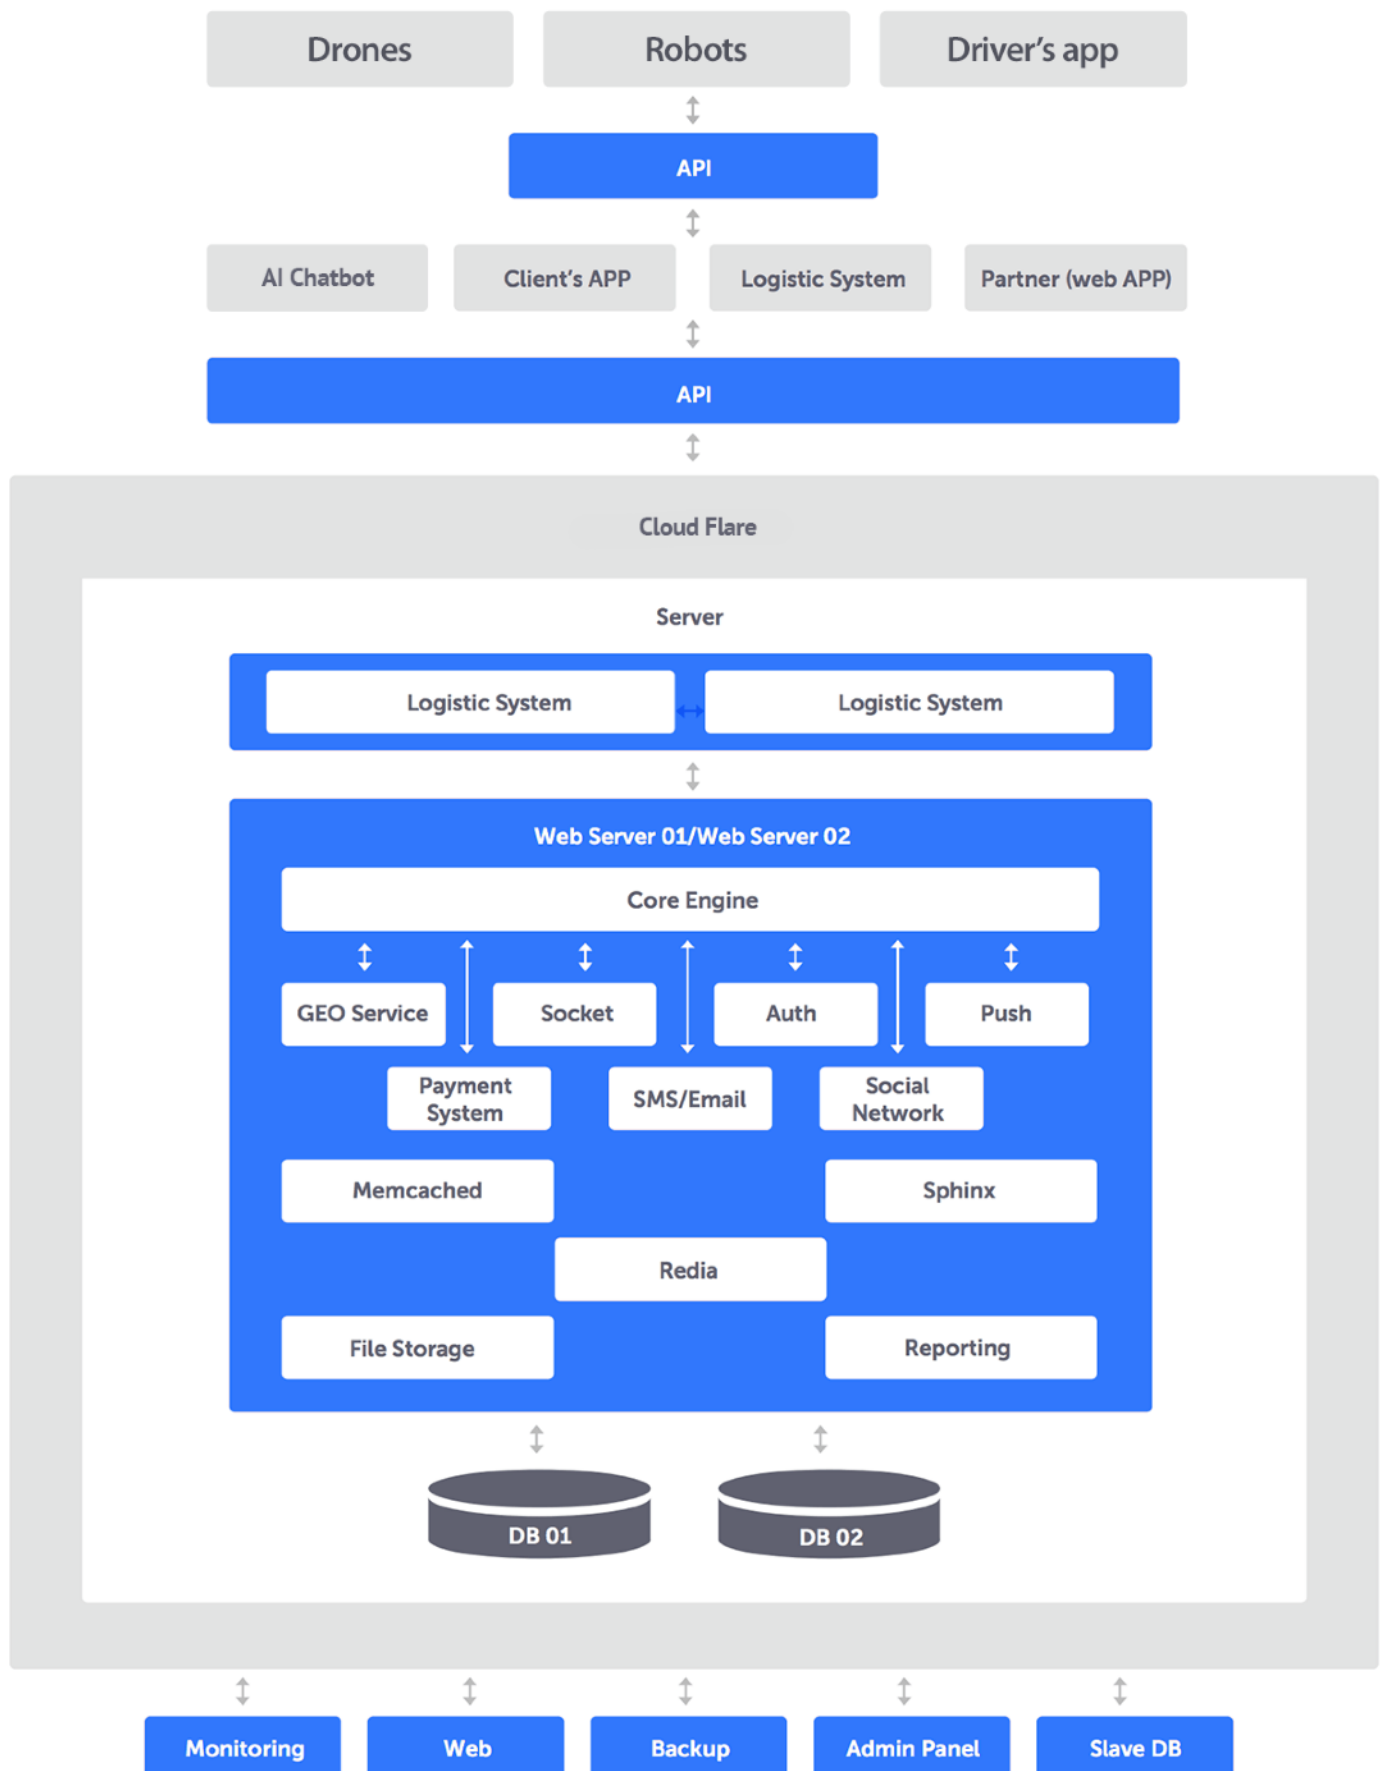 Drones
Robots
Driver's app
API
AI Chatbot
Client's APP
Logistic System
Partner (web APP)
API
Cloud Flare
Server
Logistic System
Logistic System
Web Server 01/Web Server 02
Core Engine
GEO Service
Socket
Auth
Push
Payment
System
SMS/Email
Social
Network
Memcached
Sphinx
Redia
File Storage
Reporting
DB 01
DB 02
Monitoring
Web
Backup
Admin Panel
Slave DB